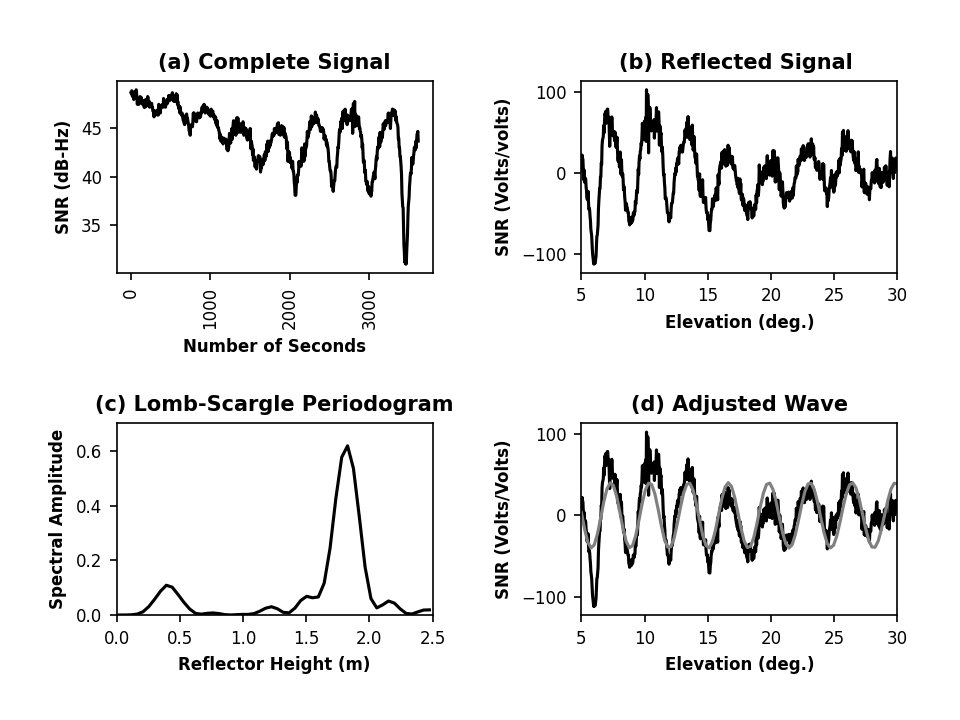 (a) Complete Signal
SNR (dB-Hz)
45
40
35
0
1000
2000
3000
Number of Seconds
(b) Reflected Signal
SNR (Volts/volts)
100
0
−100
5 10 15 20 25 30
Elevation (deg.)
(c) Lomb-Scargle Periodogram
Spectral Amplitude
0.6
0.4
0.2
0.0
0.0 0.5 1.0 1.5 2.0 2.5
Reflector Height (m)
(d) Adjusted Wave
SNR (Volts/Volts)
100
0
−100
5 10 15 20 25 30
Elevation (deg.)